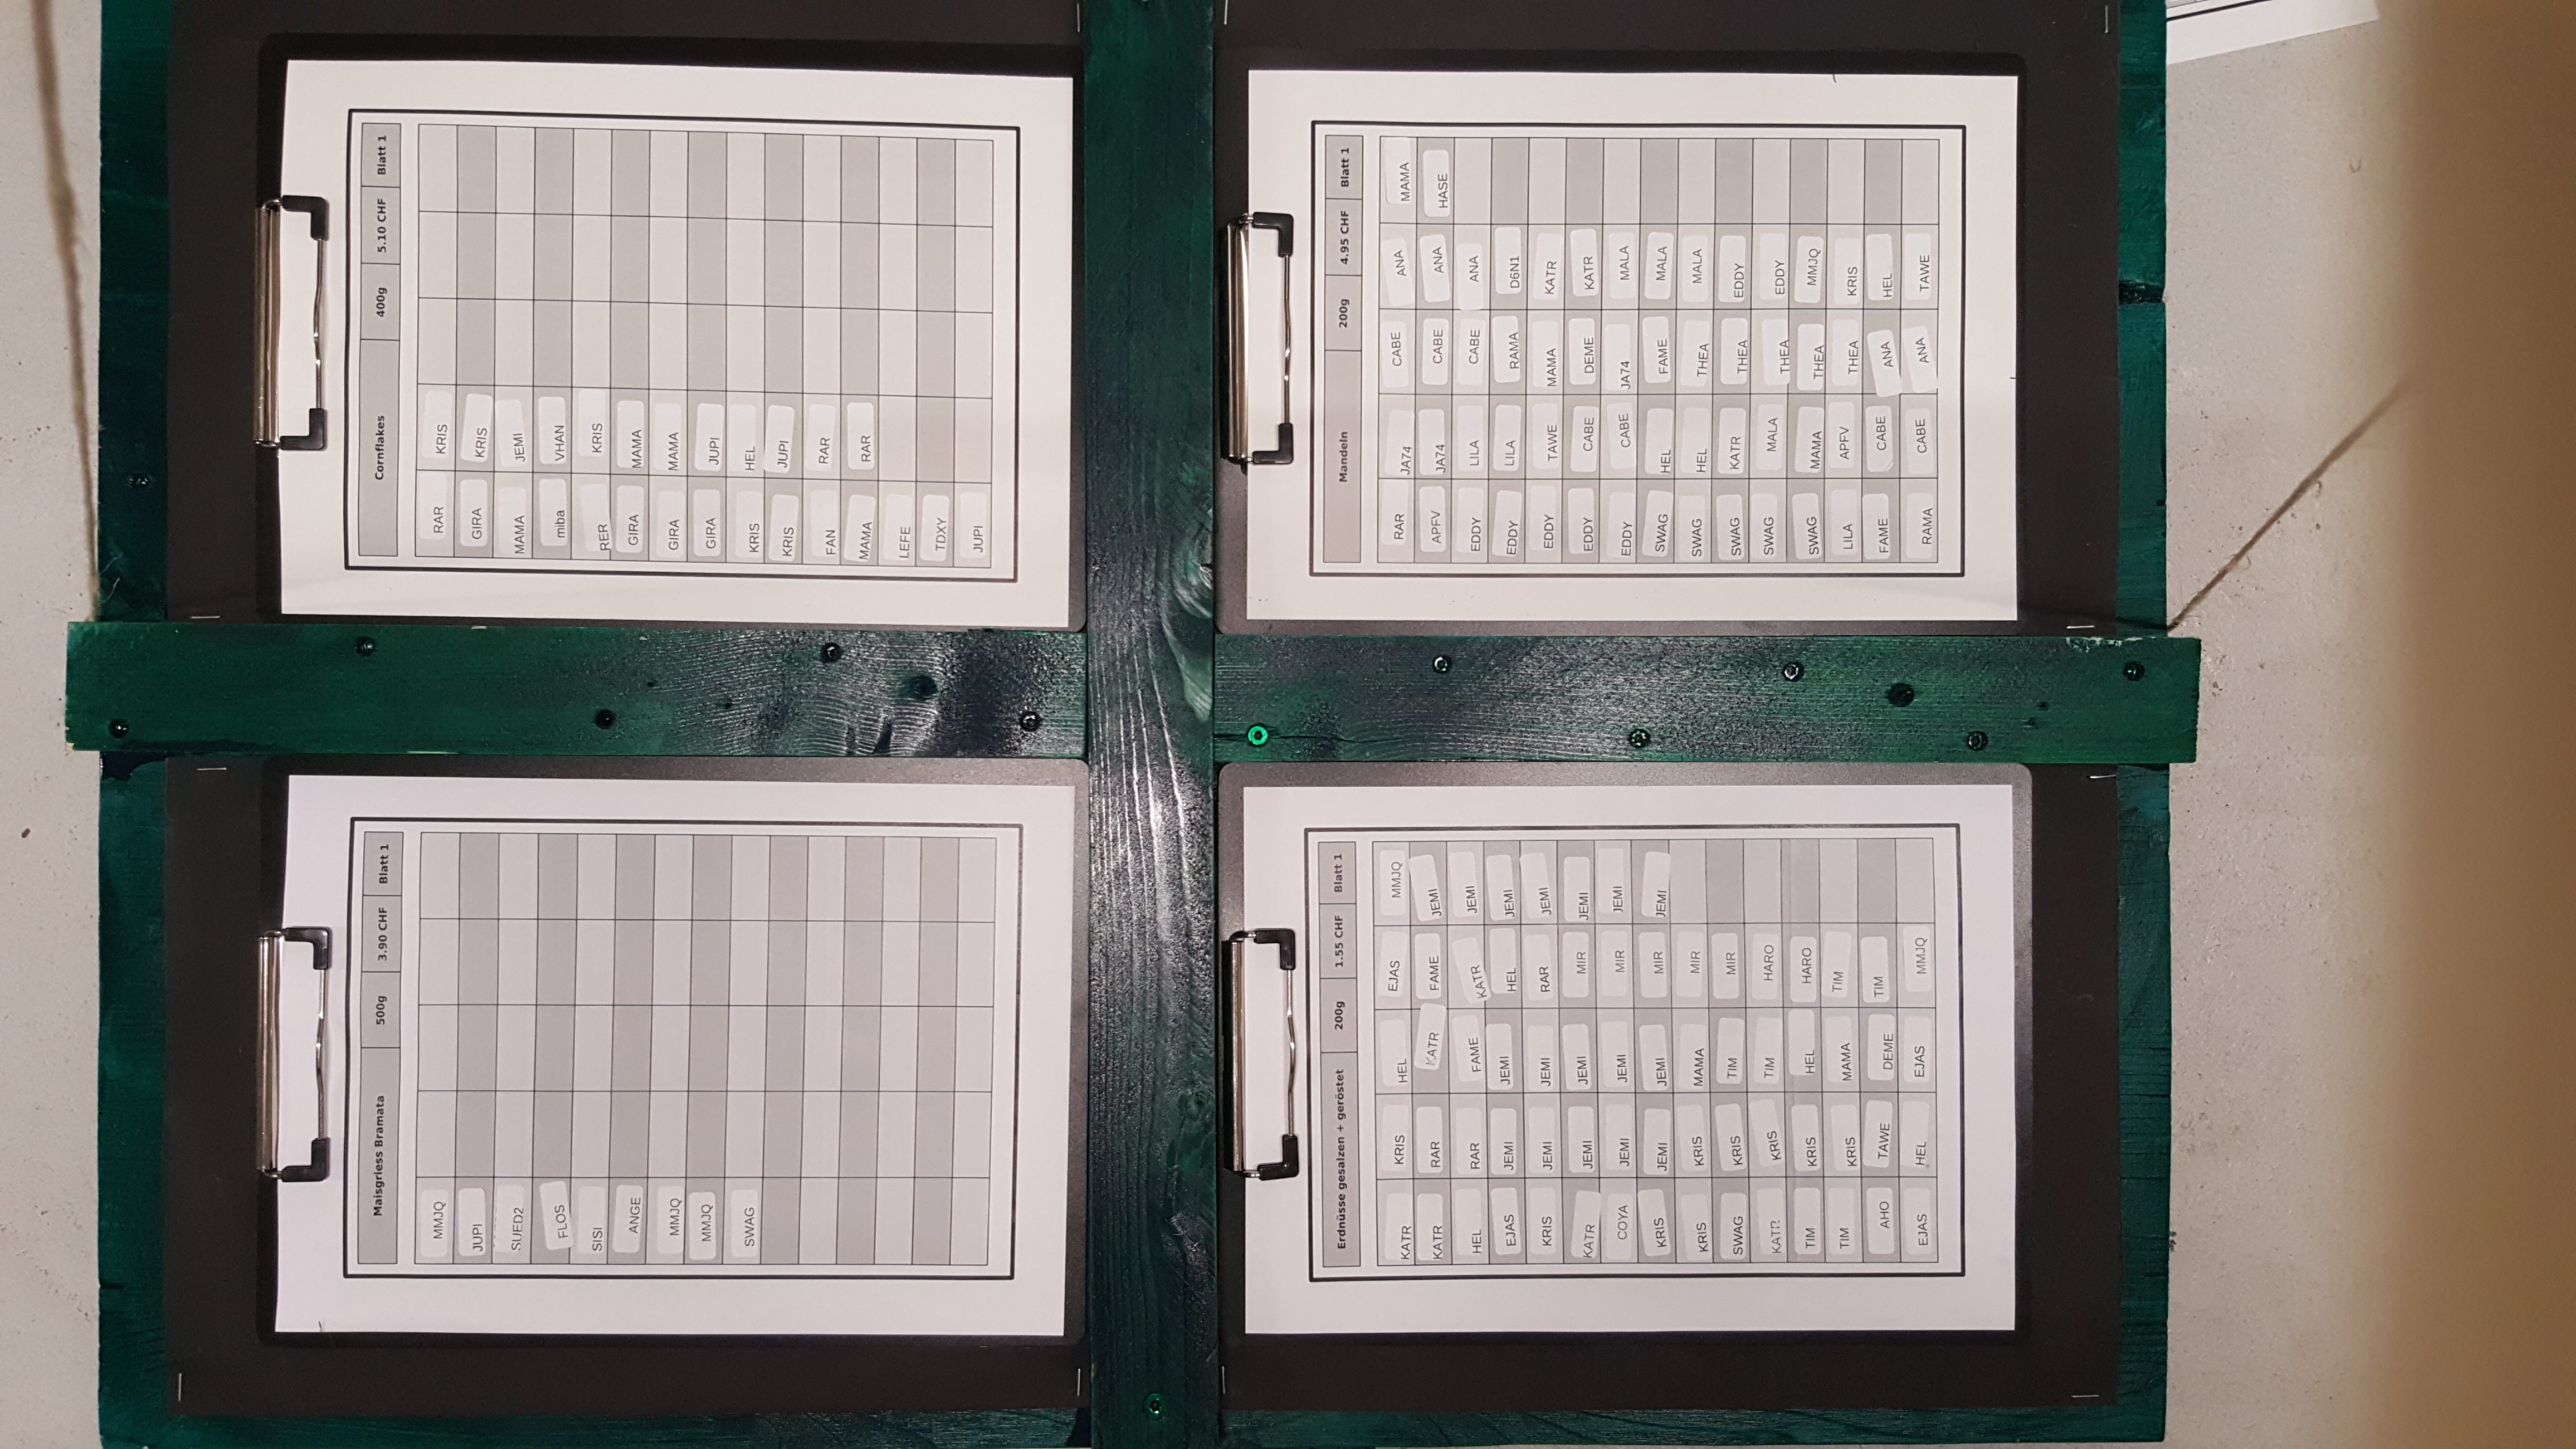 Maisgriess Bramata 500g 3.90 CHF Blatt 1
MMJQ
JUPI
SUED2
FLOS
SISI
ANGE
MMJQ
MMJQ
SWAG
Cornflakes 400g 5.10 CHF Blatt 1
RAR KRIS
GIRA KRIS
MAMA JEMI
miba VHAN
RER KRIS
GIRA MAMA
GIRA MAMA
GIRA JUPI
KRIS HEL
KRIS JUPI
FAN RAR
MAMA RAR
LEFE
TDXY
JUPI
Erdnüsse gesalzen + geröstet 200g 1.55 CHF Blatt 1
KATR KRIS HEL EJAS MMJQ
KATR RAR KATR FAME JEMI
HEL RAR FAME KATR JEMI
EJAS JEMI JEMI HEL JEMI
KRIS JEMI JEMI RAR JEMI
KATR JEMI JEMI MIR JEMI
COYA JEMI JEMI MIR JEMI
KRIS JEMI JEMI MIR JEMI
KRIS KRIS MAMA MIR
SWAG KRIS TIM MIR
KATR KRIS TIM HARO
TIM KRIS HEL HARO
TIM KRIS MAMA TIM
AHO TAWE DEME TIM
EJAS HEL EJAS MMJQ
Mandeln 200g 4.95 CHF Blatt 1
RAR JA74 CABE ANA MAMA
APFV JA74 CABE ANA HASE
EDDY LILA CABE ANA
EDDY LILA RAMA D6N1
EDDY TAWE MAMA KATR
EDDY CABE DEME KATR
EDDY CABE JA74 MALA
SWAG HEL FAME MALA
SWAG HEL THEA MALA
SWAG KATR THEA EDDY
SWAG MALA THEA EDDY
SWAG MAMA THEA MMJQ
LILA APFV THEA KRIS
FAME CABE ANA HEL
RAMA CABE ANA TAWE